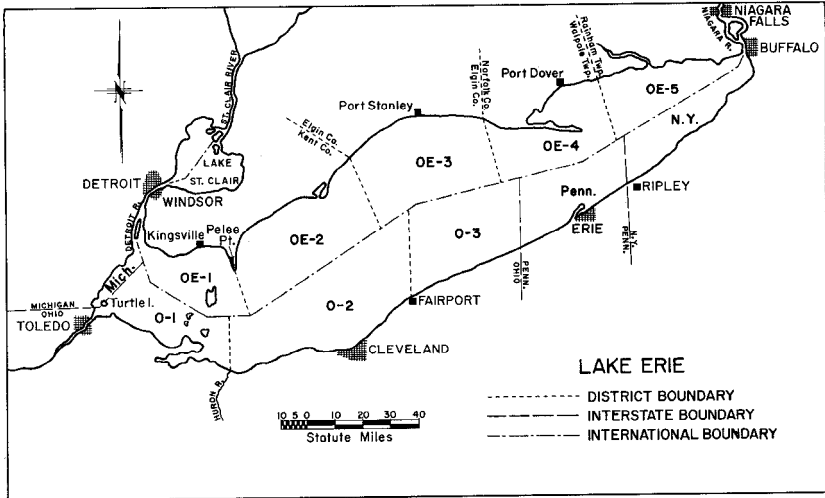 NIAGARA
FALLS
NIAGARA R.
BUFFALO
Rainham Twp.
Walpole Twp.
Port Dover
OE-5
N.Y.
Norfolk Co.
Elgin Co.
Port Stanley
ST. CLAIR RIVER
Elgin Co.
Kent Co.
OE-3
OE-4
LAKE
ST. CLAIR
DETROIT
WINDSOR
DETROIT R.
Kingsville
Pelee
Pt.
OE-2
O-3
Penn.
RIPLEY
ERIE
N.Y.
PENN.
PENN.
OHIO
Mich.
OE-1
MICHIGAN
OHIO
Turtle I.
O-1
O-2
FAIRPORT
TOLEDO
CLEVELAND
HURON R.
LAKE ERIE
DISTRICT BOUNDARY
INTERSTATE BOUNDARY
INTERNATIONAL BOUNDARY
10 5 0 10 20 30 40
Statute Miles